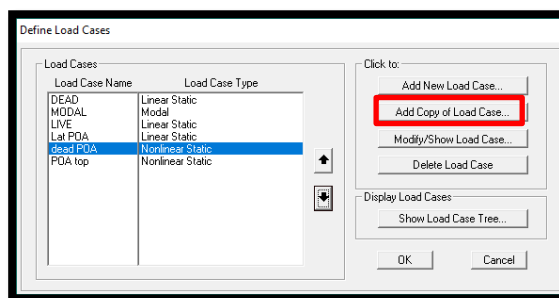 Define Load Cases
Load Cases
Click to:
Load Case Name Load Case Type
DEAD Linear Static
MODAL Modal
LIVE Linear Static
Lat POA Linear Static
dead POA Nonlinear Static
POA top Nonlinear Static
Add New Load Case...
Add Copy of Load Case...
Modify/Show Load Case...
Delete Load Case
Display Load Cases
Show Load Case Tree...
OK Cancel